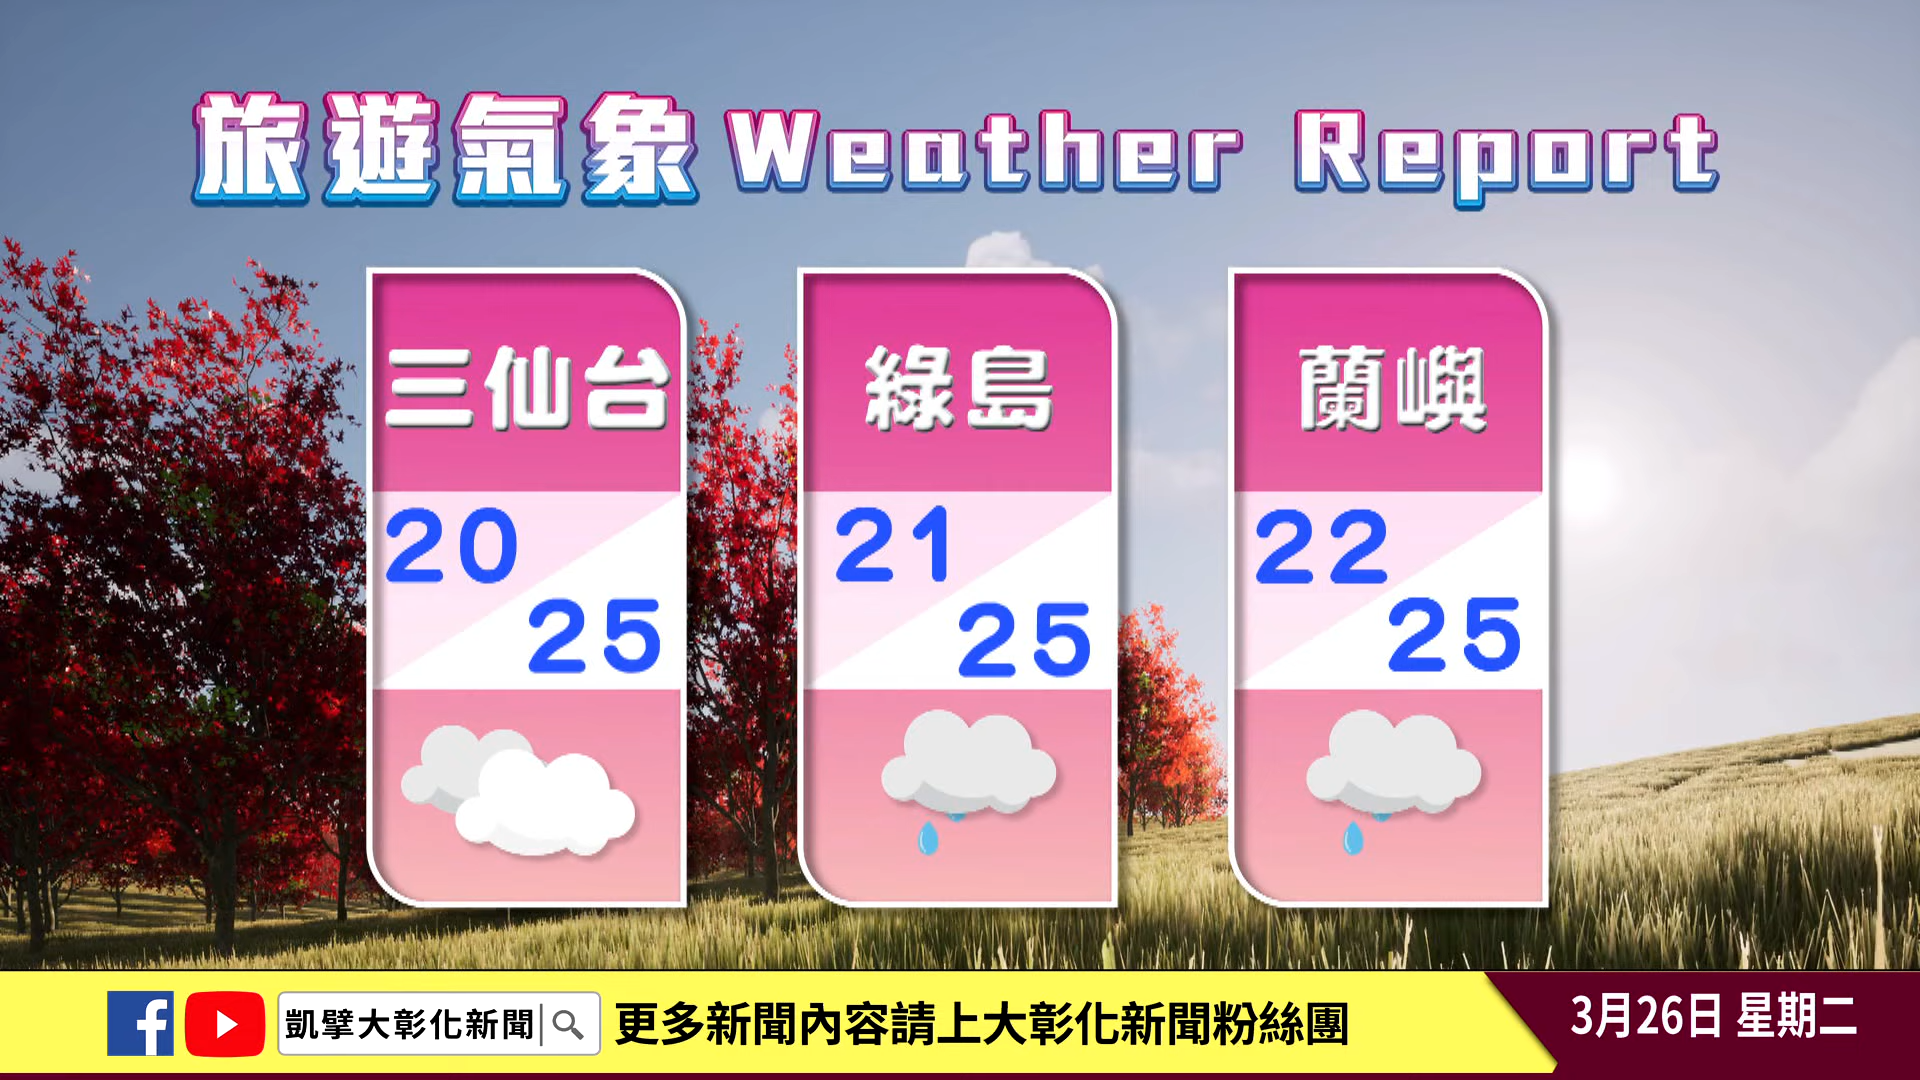 旅遊氣象 Weather Report
三仙台
20
25
綠島
21
25
蘭嶼
22
25
凱擘大彰化新聞
更多新聞內容請上大彰化新聞粉絲團
3月26日 星期二